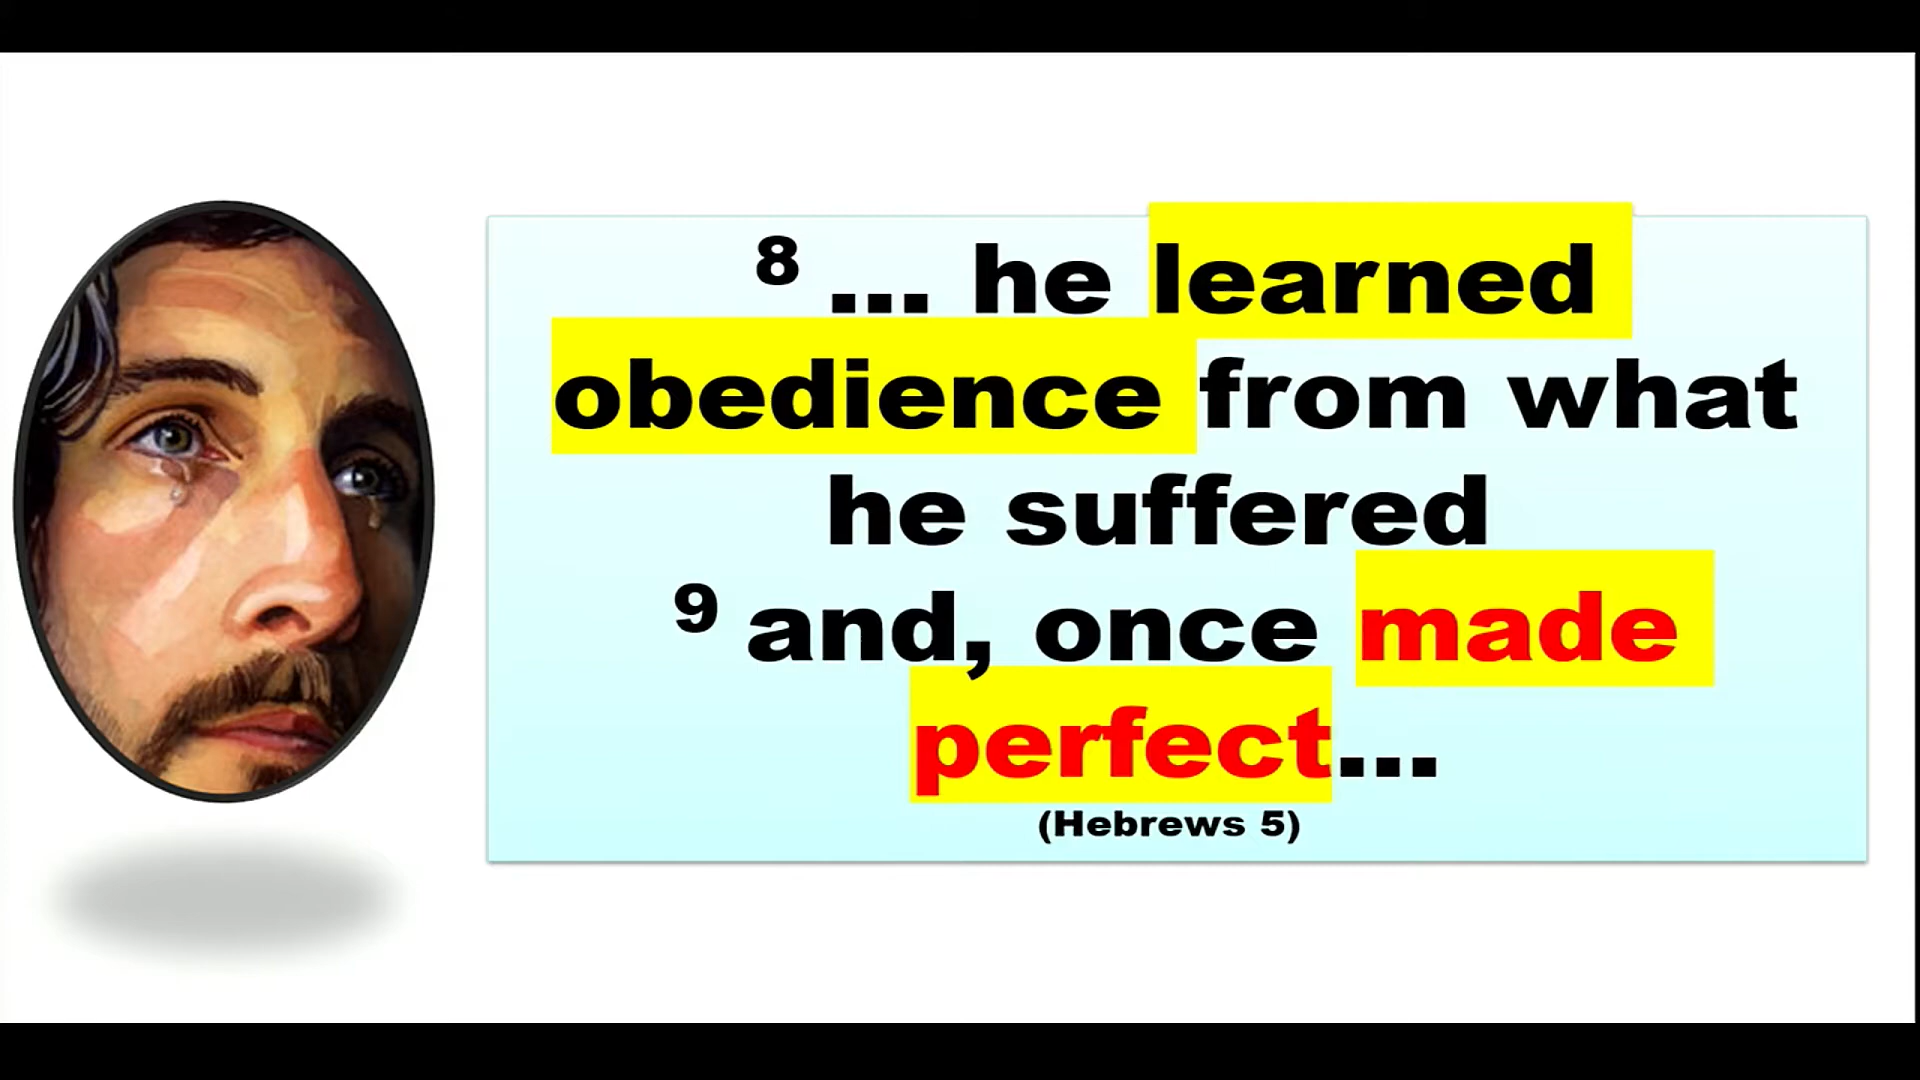 8 ... he learned
obedience from what
he suffered
9 and, once made
perfect...
(Hebrews 5)